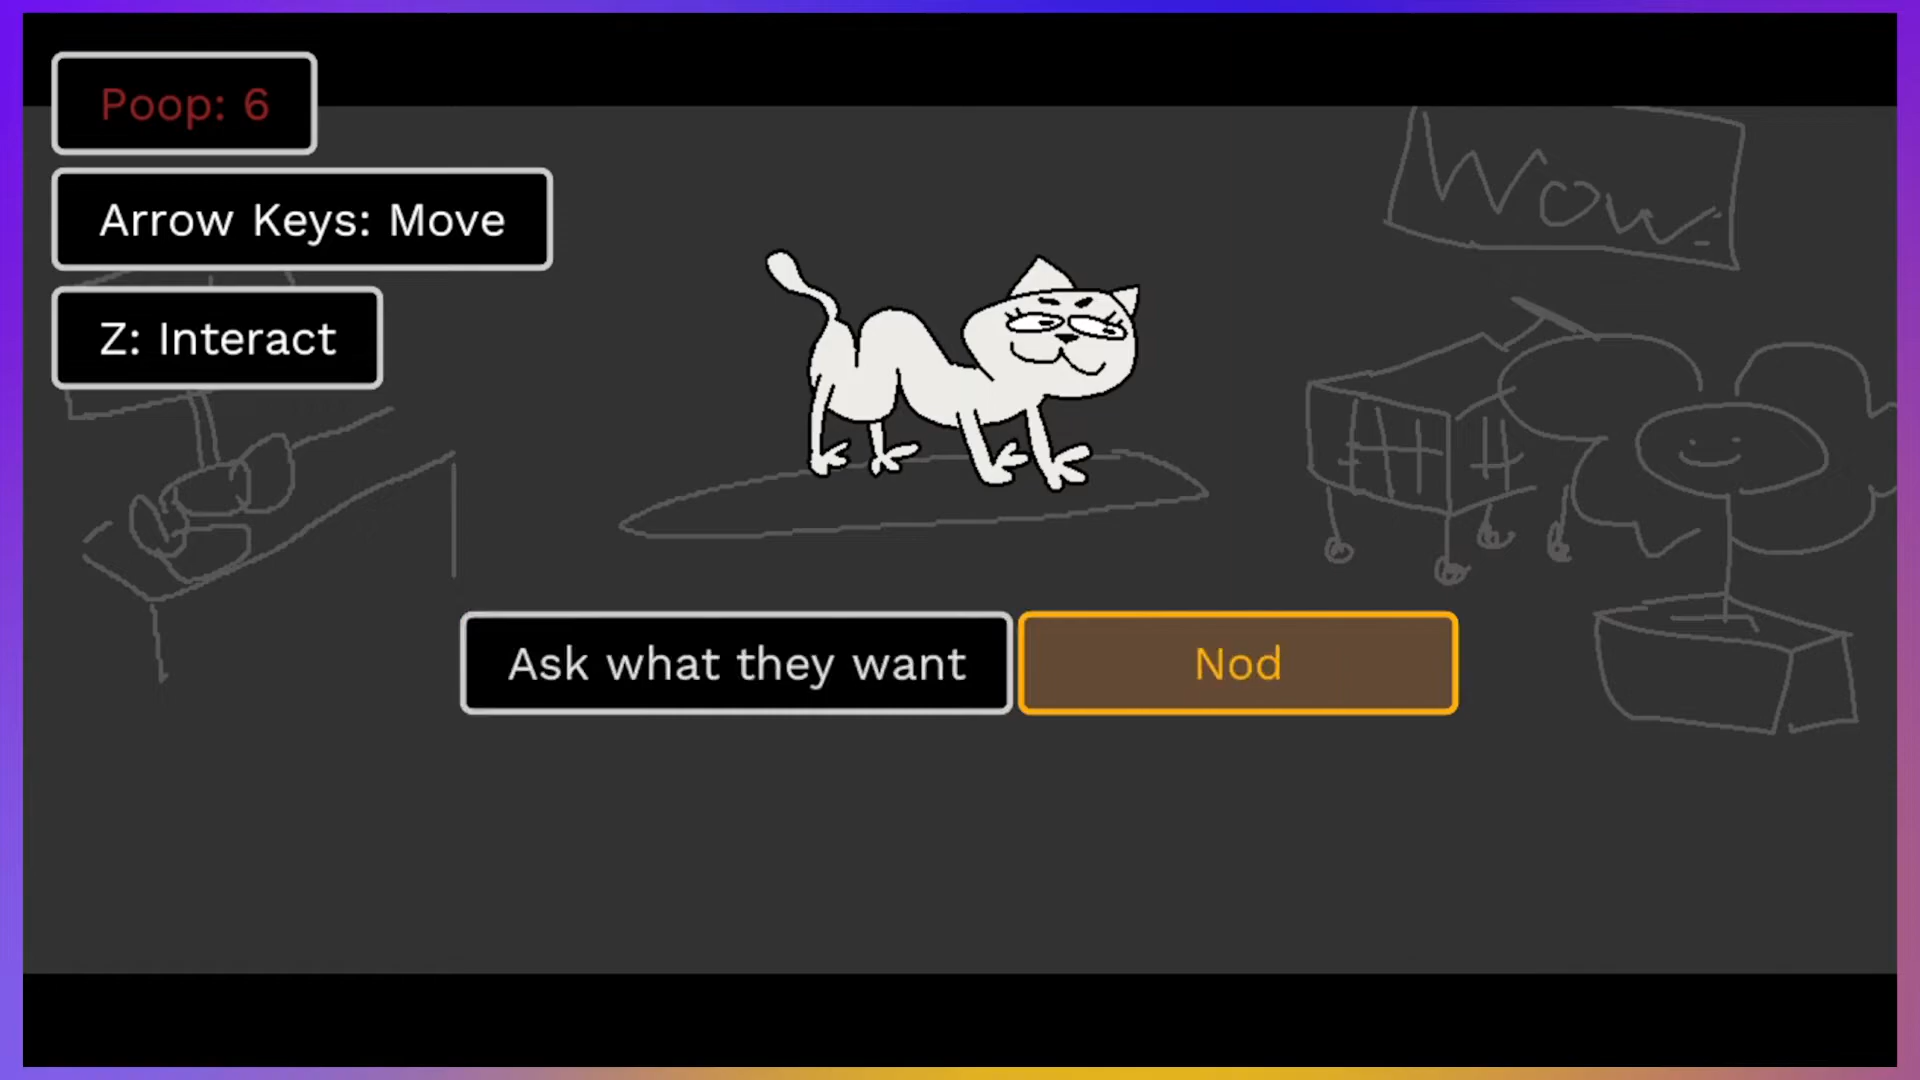 Poop: 6
Arrow Keys: Move
Z: Interact
Wow.
Ask what they want
Nod